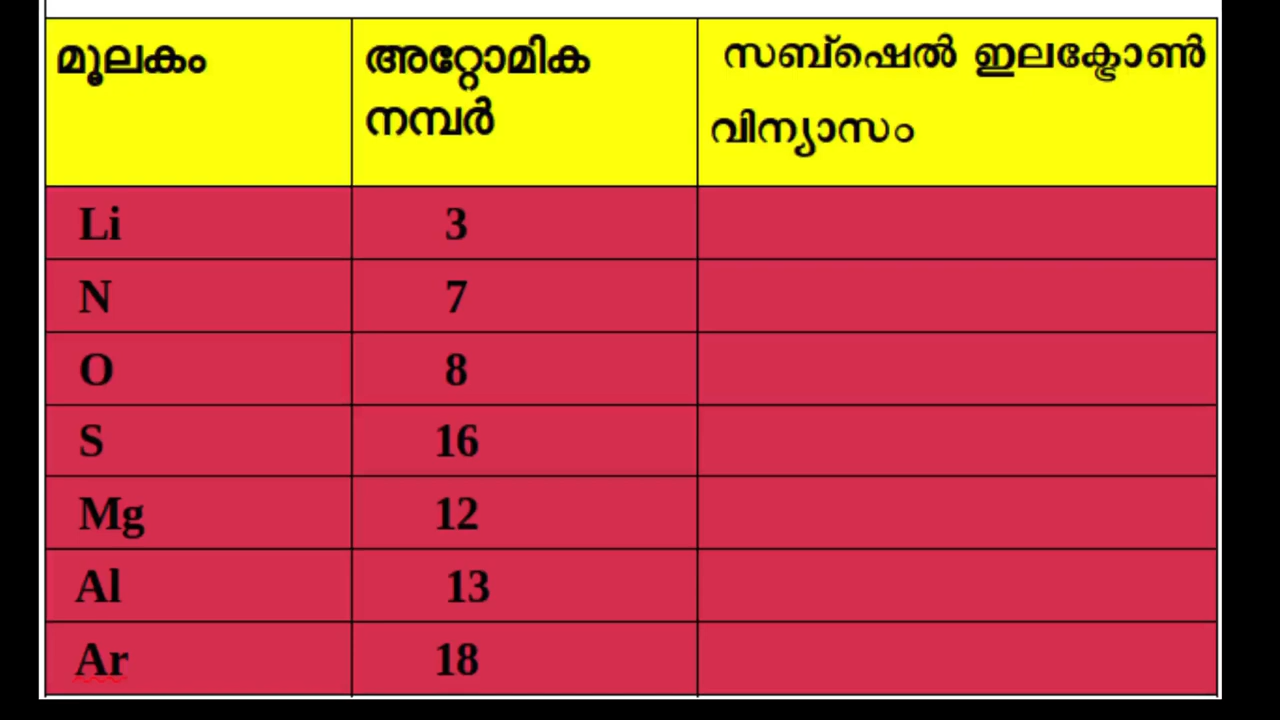 മൂലകം അറ്റോമിക നമ്പർ സബ്ഷെൽ ഇലക്ട്രോൺ വിന്യാസം
Li 3
N 7
O 8
S 16
Mg 12
Al 13
Ar 18